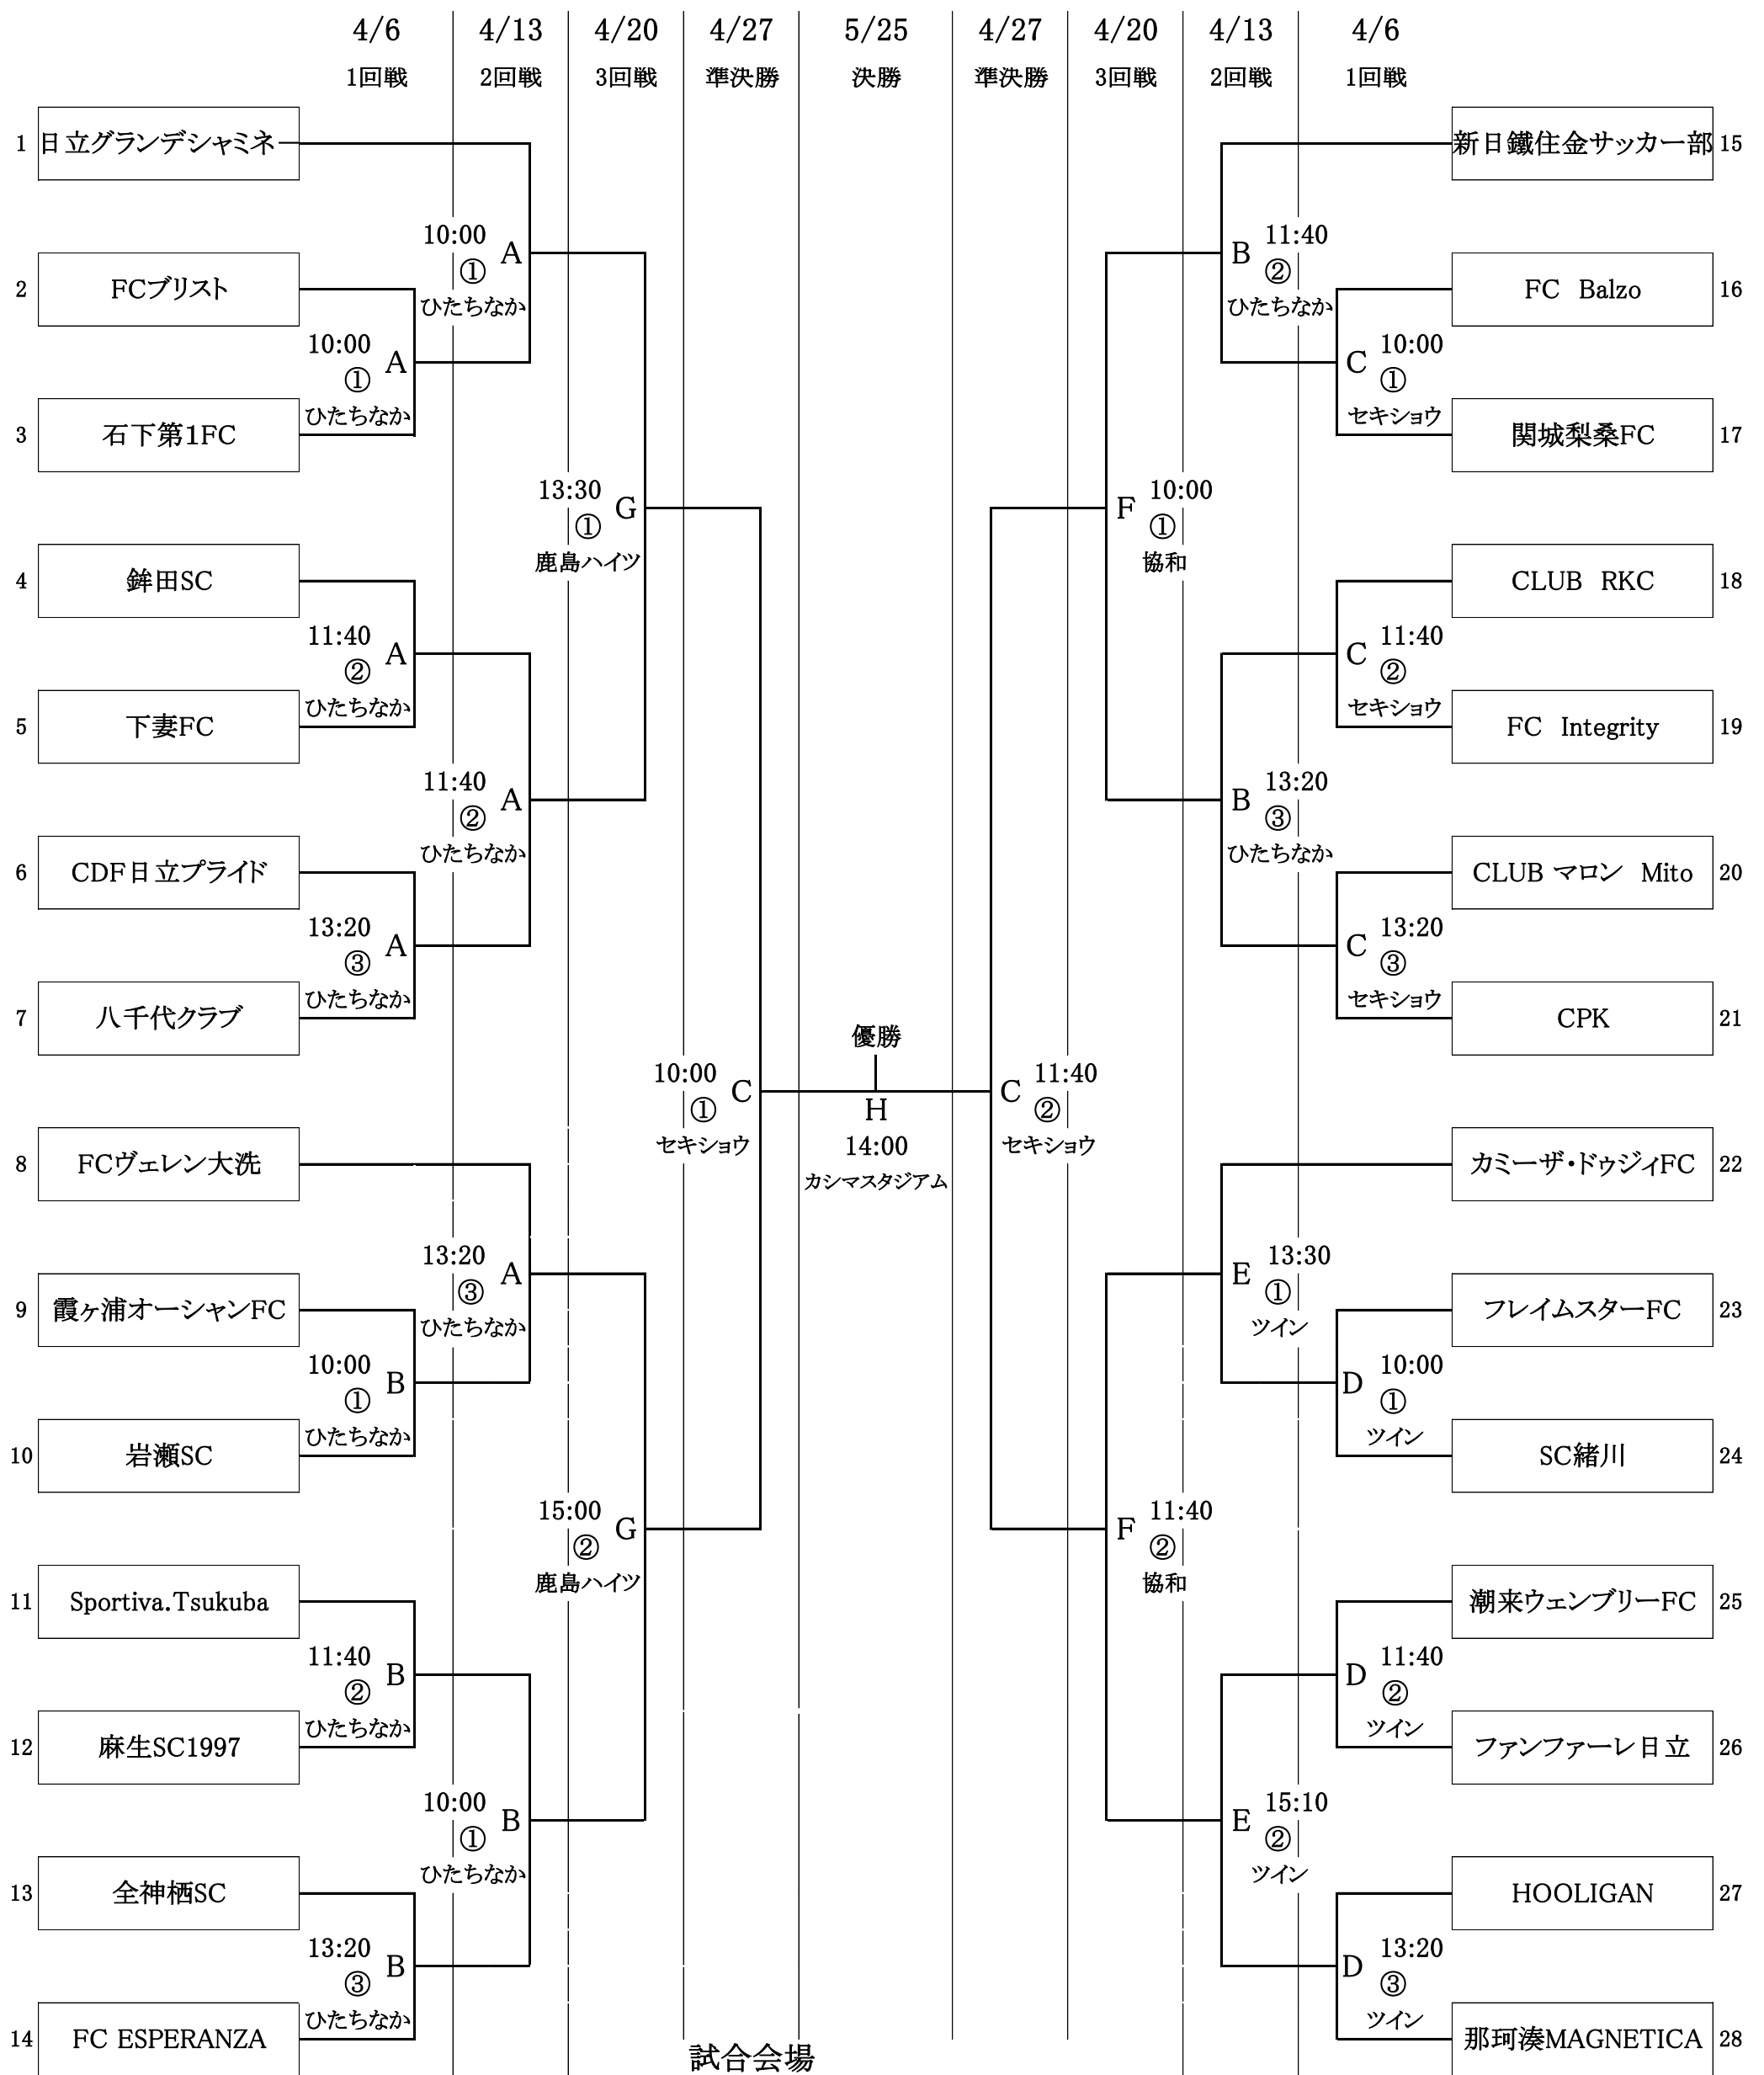 4/6 4/13 4/20 4/27 5/25 4/27 4/20 4/13 4/6
1回戦 2回戦 3回戦 準決勝 決勝 準決勝 3回戦 2回戦 1回戦
1 日立グランデシャミネー 新日鐵住金サッカー部 15
10:00 A B 11:40
① ②
2 FCブリスト FC Balzo 16
ひたちなか ひたちなか
10:00 A C 10:00
① ①
ひたちなか セキショウ
3 石下第1FC 関城梨桑FC 17
13:30 G F 10:00
① ①
鹿島ハイツ 協和
4 鉾田SC CLUB RKC 18
11:40 A C 11:40
② ②
ひたちなか セキショウ
5 下妻FC FC Integrity 19
11:40 A B 13:20
② ③
ひたちなか ひたちなか
6 CDF日立プライド CLUB マロン Mito 20
13:20 A C 13:20
③ ③
ひたちなか セキショウ
7 八千代クラブ CPK 21
優勝
10:00 C C 11:40
① H ②
セキショウ 14:00 セキショウ
8 FCヴェレン大洗 カミーザ・ドゥジィFC 22
カシマスタジアム
13:20 A E 13:30
③ ①
9 霞ヶ浦オーシャンFC フレイムスターFC 23
ひたちなか ツイン
10:00 B D 10:00
① ①
ひたちなか ツイン
10 岩瀬SC SC緒川 24
15:00 G F 11:40
② ②
鹿島ハイツ 協和
11 Sportiva.Tsukuba 潮来ウェンブリーFC 25
11:40 B D 11:40
② ②
ひたちなか ツイン
12 麻生SC1997 ファンファーレ日立 26
10:00 B E 15:10
① ②
ひたちなか ツイン
13 全神栖SC HOOLIGAN 27
13:20 B D 13:20
③ ③
ひたちなか ツイン
14 FC ESPERANZA 那珂湊MAGNETICA 28
試合会場